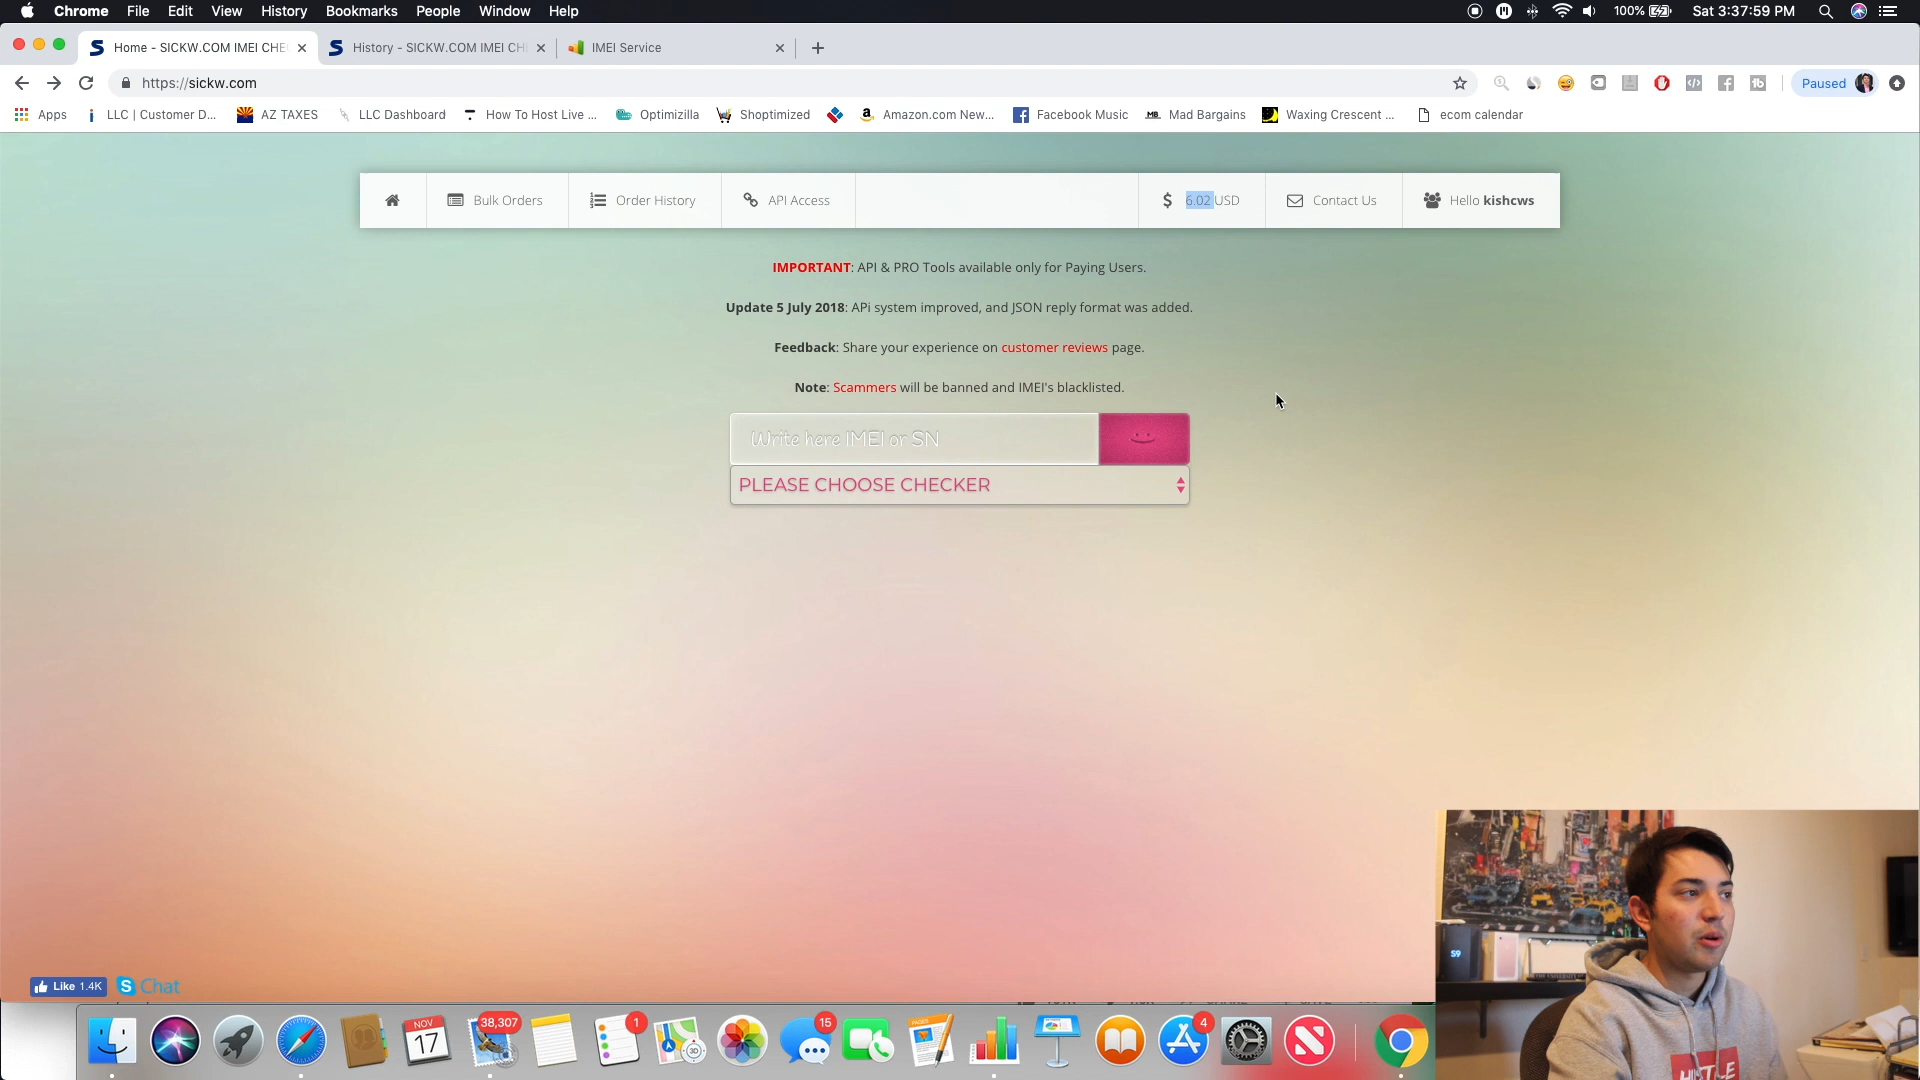 Chrome File Edit View History Bookmarks People Window Help 100% Sat 3:37:59 PM
Home - SICKW.COM IMEI CHE History - SICKW.COM IMEI CH IMEI Service
https://sickw.com Paused
Apps LLC | Customer D... AZ TAXES LLC Dashboard How To Host Live ... Optimizilla Shoptimized Amazon.com New... Facebook Music Mad Bargains Waxing Crescent ... ecom calendar
Bulk Orders Order History API Access $ 6.02 USD Contact Us Hello kishcws
IMPORTANT: API & PRO Tools available only for Paying Users.
Update 5 July 2018: APi system improved, and JSON reply format was added.
Feedback: Share your experience on customer reviews page.
Note: Scammers will be banned and IMEI's blacklisted.
Write here IMEI or SN
PLEASE CHOOSE CHECKER
Like 1.4K Chat
S9
NOV
17
38,307
1
3D
15
4
HUSTLE